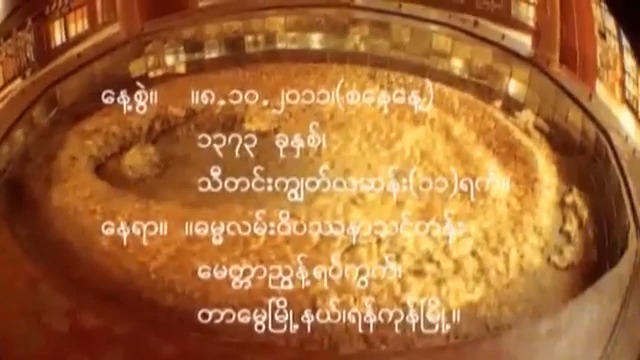 နေ့စွဲ။ ။၈.၁၀.၂၀၁၁၊(စနေနေ့)
၁၃၇၃ ခုနှစ်၊
သီတင်းကျွတ်လဆန်း(၁၁)ရက်။
နေရာ။ ။ဓမ္မလမ်းဝိပဿနာသင်တန်း
မေတ္တာညွန့်ရပ်ကွက်၊
တာမွေမြို့နယ်၊ရန်ကုန်မြို့။